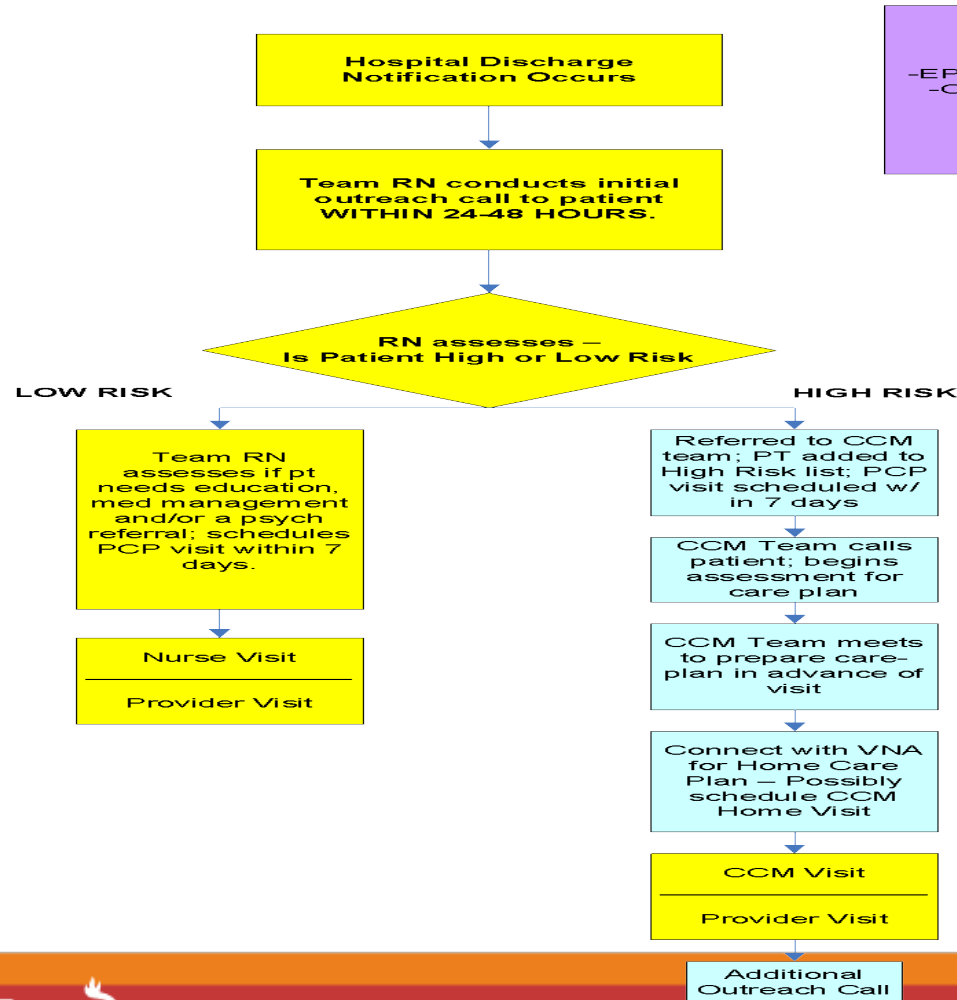 Hospital Discharge
Notification Occurs
-EP
-C
Team RN conducts initial
outreach call to patient
WITHIN 24-48 HOURS.
RN assesses –
Is Patient High or Low Risk
LOW RISK
HIGH RISK
Team RN
assesses if pt
needs education,
med management
and/or a psych
referral; schedules
PCP visit within 7
days.
Nurse Visit
Provider Visit
Referred to CCM
team; PT added to
High Risk list; PCP
visit scheduled w/
in 7 days
CCM Team calls
patient; begins
assessment for
care plan
CCM Team meets
to prepare care-
plan in advance of
visit
Connect with VNA
for Home Care
Plan – Possibly
schedule CCM
Home Visit
CCM Visit
Provider Visit
Additional
Outreach Call